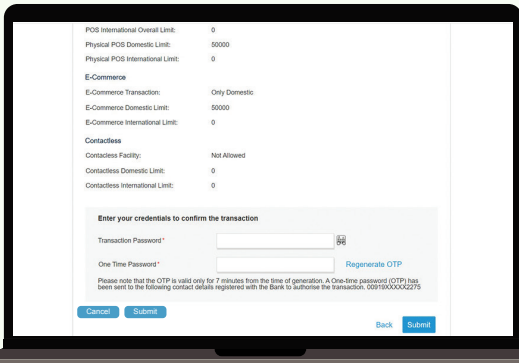 POS International Overall Limit: 0
Physical POS Domestic Limit: 50000
Physical POS International Limit: 0
E-Commerce
E-Commerce Transaction: Only Domestic
E-Commerce Domestic Limit: 50000
E-Commerce International Limit: 0
Contactless
Contacless Facility: Not Allowed
Contactless Domestic Limit: 0
Contactless International Limit: 0
Enter your credentials to confirm the transaction
Transaction Password*
One Time Password* Regenerate OTP
Please note that the OTP is valid only for 7 minutes from the time of generation. A One-time password (OTP) has
been sent to the following contact details registered with the Bank to authorise the transaction. 00919XXXXX2275
Cancel Submit
Back Submit